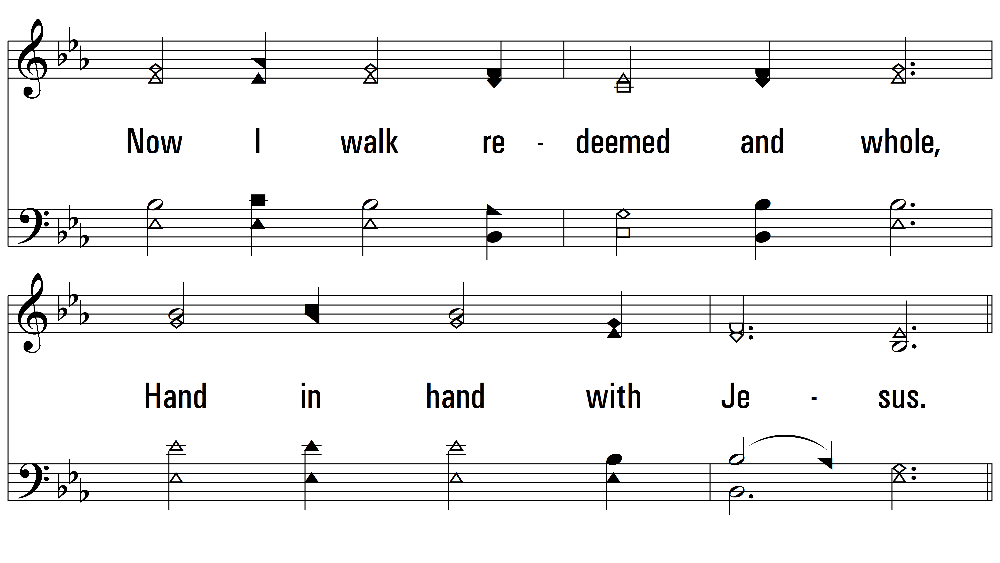 Now I walk re - deemed and whole,
Hand in hand with Je - sus.